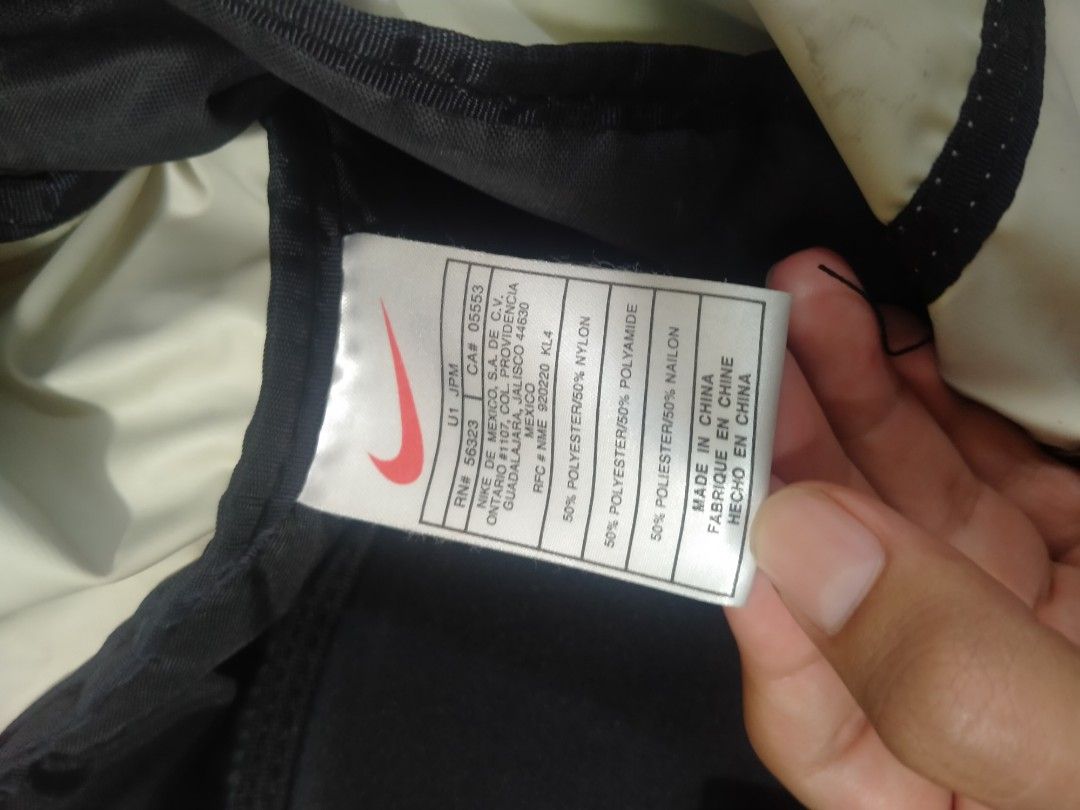 U1 JPM
RN# 56323 CA# 05553
NIKE DE MEXICO, S.A. DE C.V.
ONTARIO #1107, COL. PROVIDENCIA
GUADALAJARA, JALISCO 44630
MEXICO
RFC # NME 920220 KL4
50% POLYESTER/50% NYLON
50% POLYESTER/50% POLYAMIDE
50% POLIESTER/50% NAILON
MADE IN CHINA
FABRIQUE EN CHINE
HECHO EN CHINA